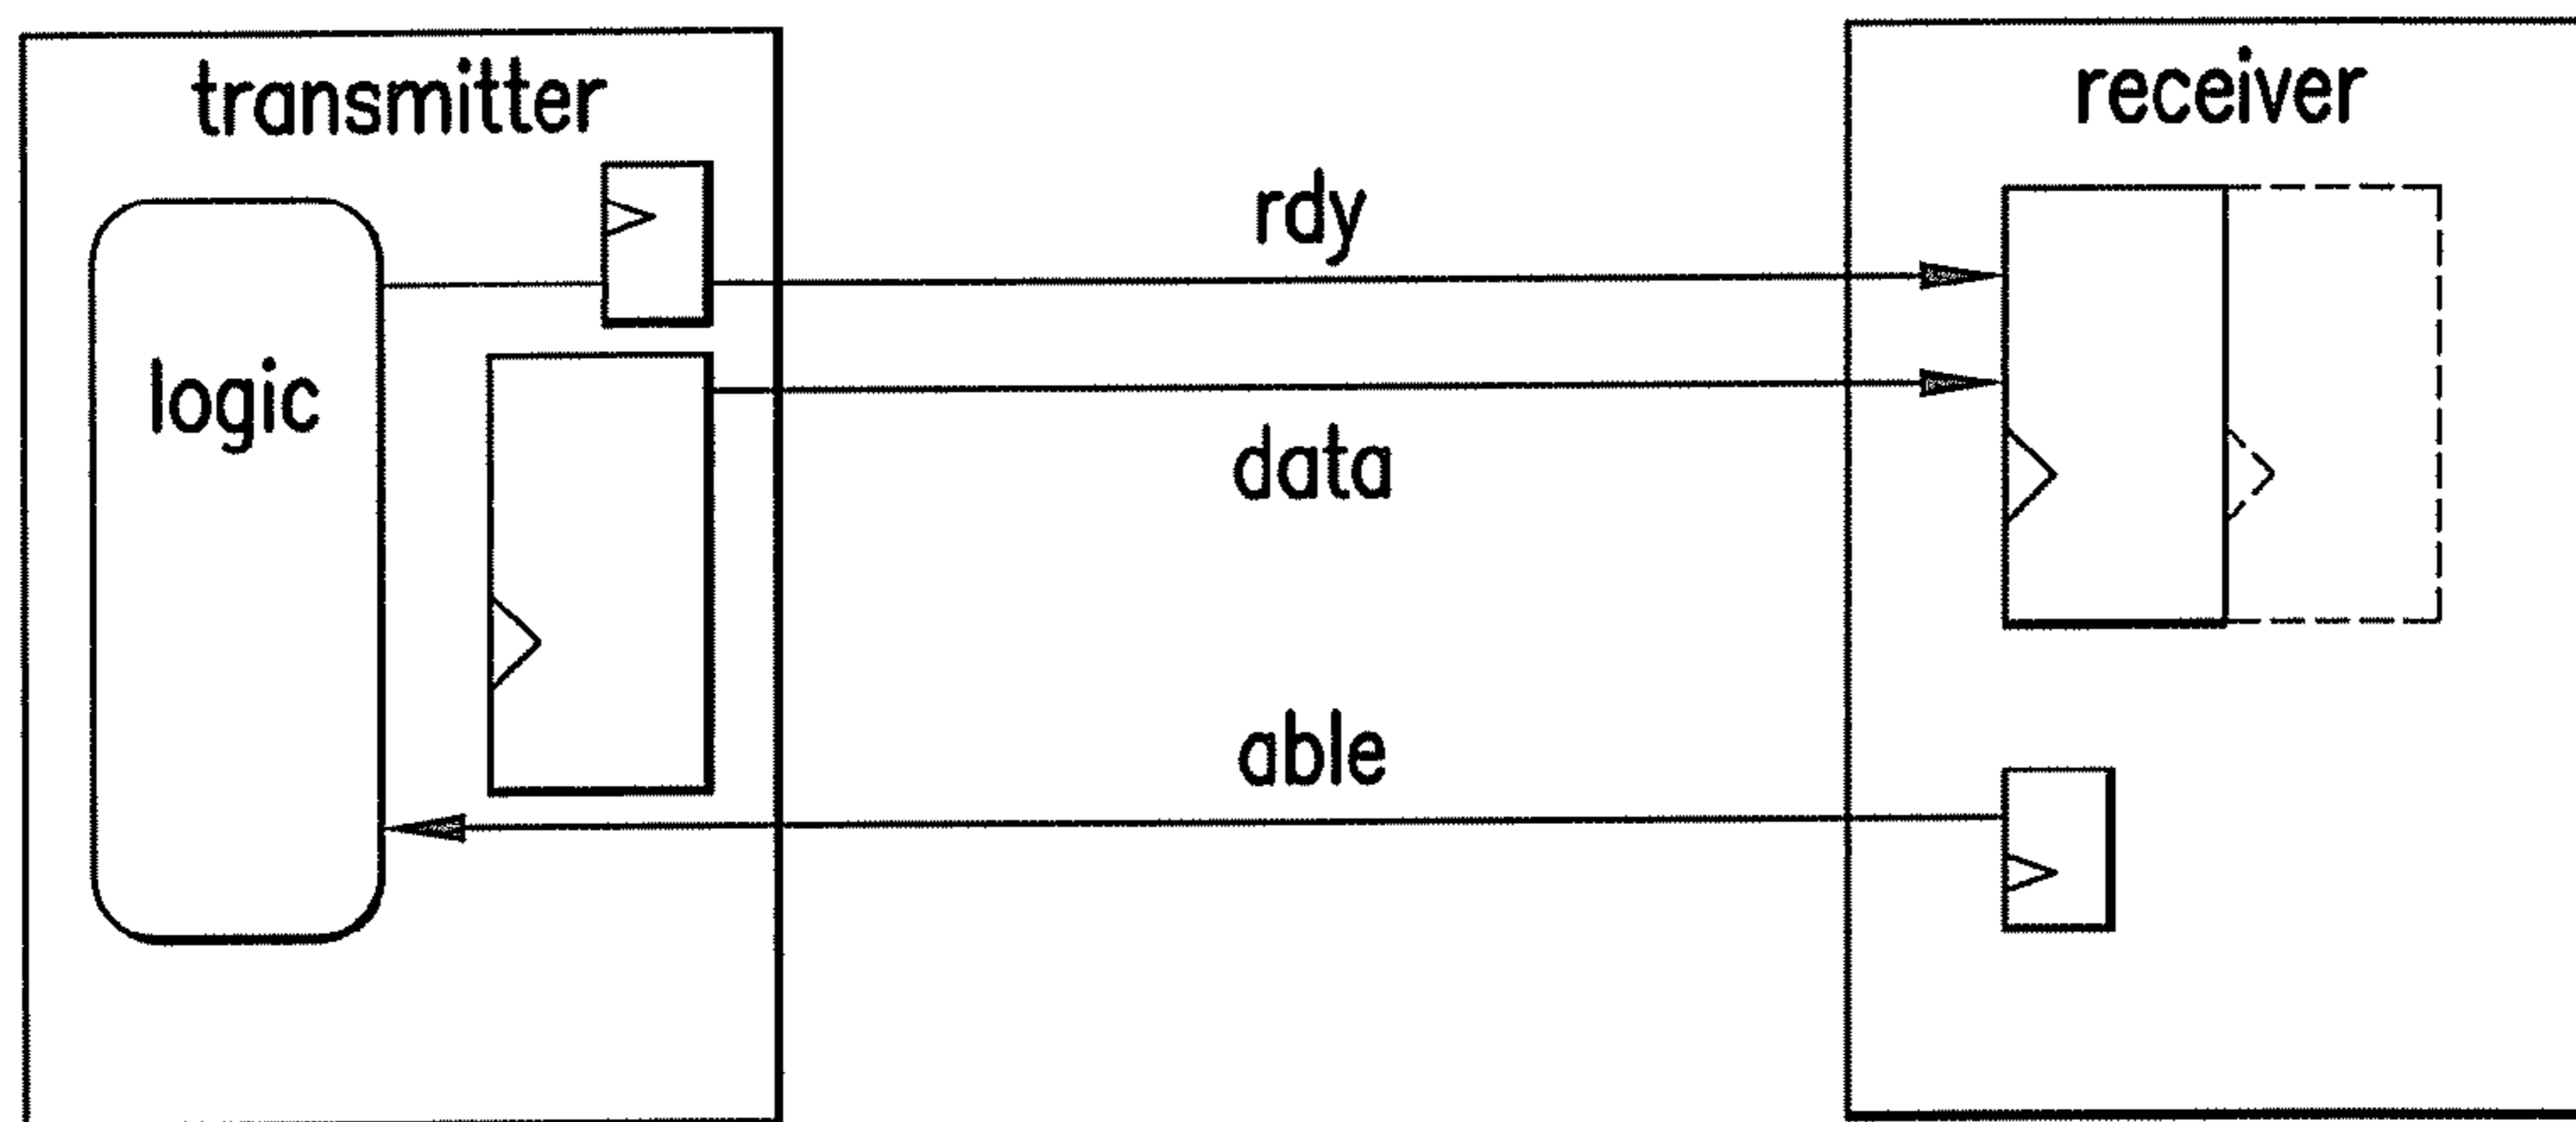 transmitter
receiver
rdy
logic
data
able